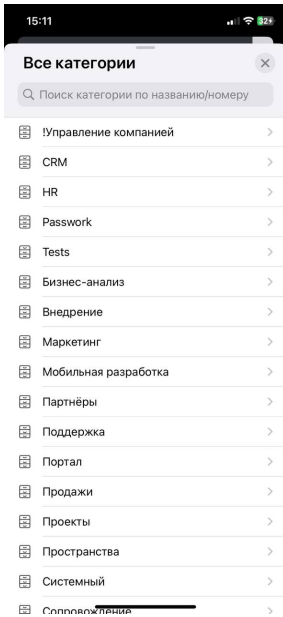 15:11
32
Все категории
Поиск категории по названию/номеру
!Управление компанией
CRM
HR
Passwork
Tests
Бизнес-анализ
Внедрение
Маркетинг
Мобильная разработка
Партнёры
Поддержка
Портал
Продажи
Проекты
Пространства
Системный
Сопровождение